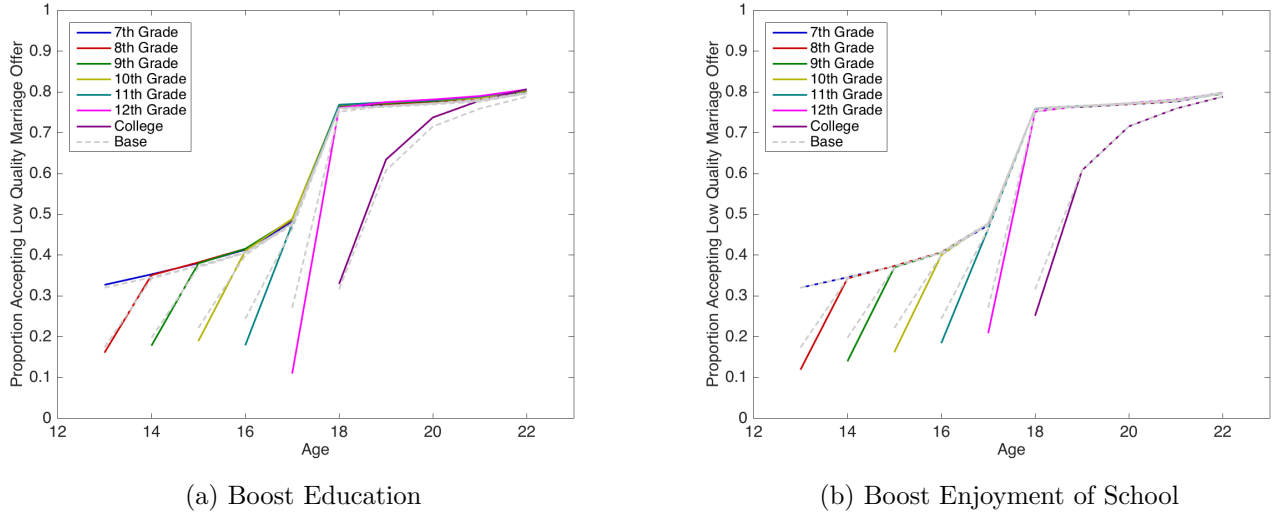 Proportion Accepting Low Quality Marriage Offer
1
0.9
0.8
0.7
0.6
0.5
0.4
0.3
0.2
0.1
0
7th Grade
8th Grade
9th Grade
10th Grade
11th Grade
12th Grade
College
Base
12 14 16 18 20 22
Age
(a) Boost Education
Proportion Accepting Low Quality Marriage Offer
1
0.9
0.8
0.7
0.6
0.5
0.4
0.3
0.2
0.1
0
7th Grade
8th Grade
9th Grade
10th Grade
11th Grade
12th Grade
College
Base
12 14 16 18 20 22
Age
(b) Boost Enjoyment of School